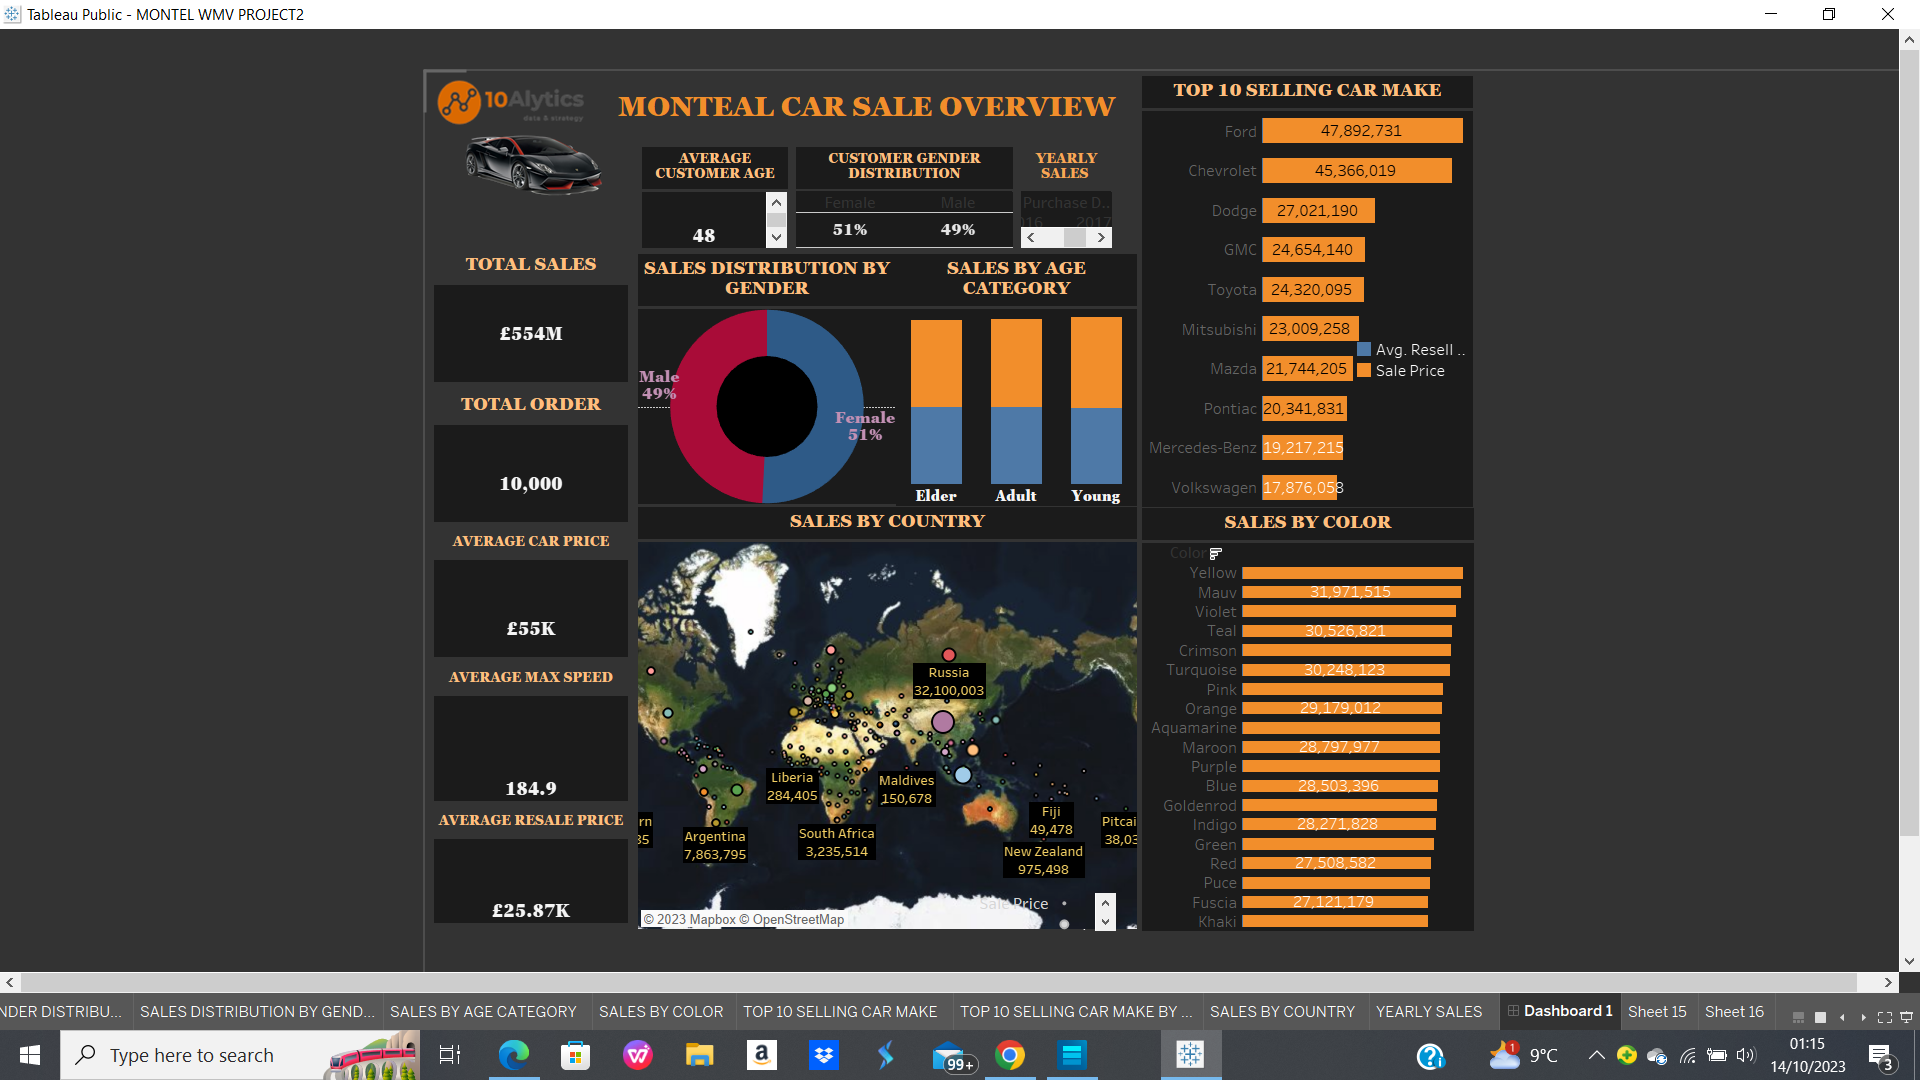 Tableau Public - MONTEL WMV PROJECT2
10Alytics
data & strategy
MONTEAL CAR SALE OVERVIEW
AVERAGE
CUSTOMER AGE
48
CUSTOMER GENDER
DISTRIBUTION
Female Male
51% 49%
YEARLY
SALES
Purchase D..
016 2017
TOTAL SALES
£554M
TOTAL ORDER
10,000
AVERAGE CAR PRICE
£55K
AVERAGE MAX SPEED
184.9
AVERAGE RESALE PRICE
£25.87K
SALES DISTRIBUTION BY
GENDER
Male
49%
Female
51%
SALES BY AGE
CATEGORY
Elder Adult Young
SALES BY COUNTRY
Russia
32,100,003
Liberia
284,405
Maldives
150,678
Fiji
49,478
Pitcai
38,03
rn
35
Argentina
7,863,795
South Africa
3,235,514
New Zealand
975,498
Sale Price
© 2023 Mapbox © OpenStreetMap
TOP 10 SELLING CAR MAKE
Ford 47,892,731
Chevrolet 45,366,019
Dodge 27,021,190
GMC 24,654,140
Toyota 24,320,095
Mitsubishi 23,009,258
Avg. Resell ..
Mazda 21,744,205
Sale Price
Pontiac 20,341,831
Mercedes-Benz 19,217,215
Volkswagen 17,876,058
SALES BY COLOR
Color
Yellow
Mauv 31,971,515
Violet
Teal 30,526,821
Crimson
Turquoise 30,248,123
Pink
Orange 29,179,012
Aquamarine
Maroon 28,797,977
Purple
Blue 28,503,396
Goldenrod
Indigo 28,271,828
Green
Red 27,508,582
Puce
Fuscia 27,121,179
Khaki
NDER DISTRIBU... SALES DISTRIBUTION BY GEND... SALES BY AGE CATEGORY SALES BY COLOR TOP 10 SELLING CAR MAKE TOP 10 SELLING CAR MAKE BY ... SALES BY COUNTRY YEARLY SALES Dashboard 1 Sheet 15 Sheet 16
Type here to search
99+
1
9°C
01:15
14/10/2023
3